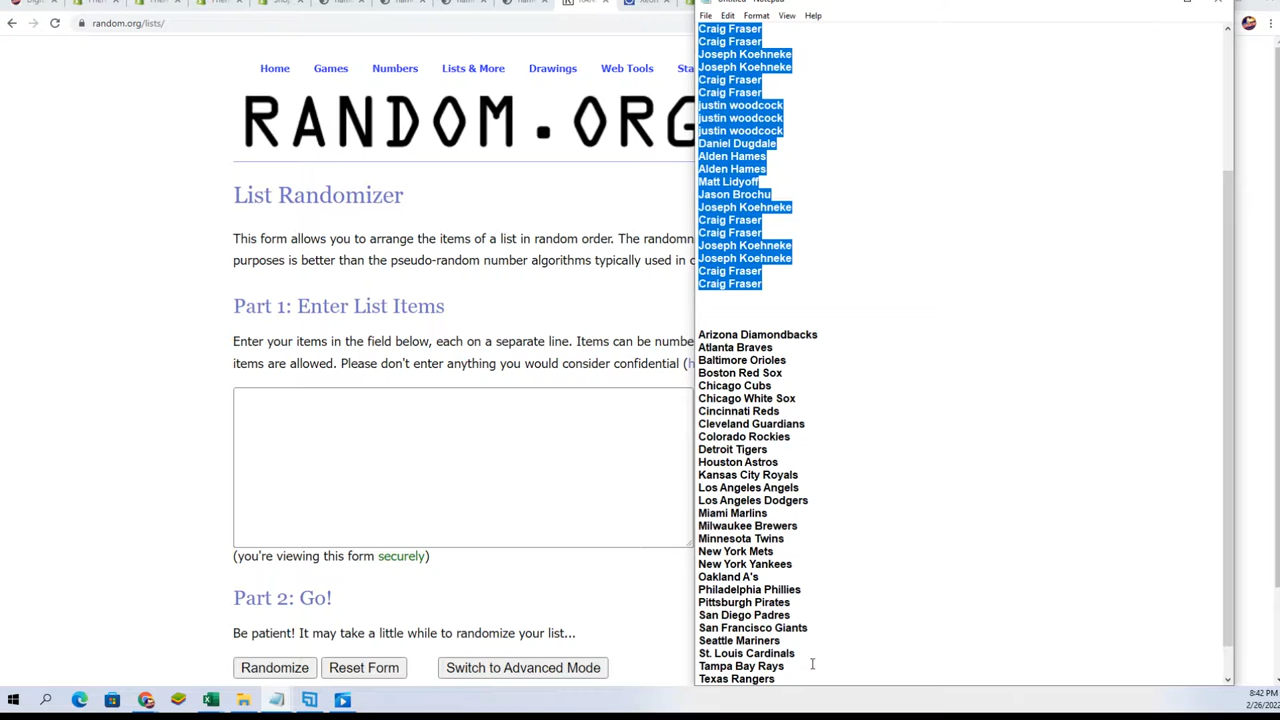 random.org/lists/
File Edit Format View Help
Home Games Numbers Lists & More Drawings Web Tools Sta
RANDOM.ORG
List Randomizer
This form allows you to arrange the items of a list in random order. The randomn
purposes is better than the pseudo-random number algorithms typically used in c
Part 1: Enter List Items
Enter your items in the field below, each on a separate line. Items can be numbe
items are allowed. Please don't enter anything you would consider confidential (h
(you're viewing this form securely)
Part 2: Go!
Be patient! It may take a little while to randomize your list...
Randomize Reset Form Switch to Advanced Mode
Craig Fraser
Craig Fraser
Joseph Koehneke
Joseph Koehneke
Craig Fraser
Craig Fraser
justin woodcock
justin woodcock
justin woodcock
Daniel Dugdale
Alden Hames
Alden Hames
Matt Lidyoff
Jason Brochu
Joseph Koehneke
Craig Fraser
Craig Fraser
Joseph Koehneke
Joseph Koehneke
Craig Fraser
Craig Fraser
Arizona Diamondbacks
Atlanta Braves
Baltimore Orioles
Boston Red Sox
Chicago Cubs
Chicago White Sox
Cincinnati Reds
Cleveland Guardians
Colorado Rockies
Detroit Tigers
Houston Astros
Kansas City Royals
Los Angeles Angels
Los Angeles Dodgers
Miami Marlins
Milwaukee Brewers
Minnesota Twins
New York Mets
New York Yankees
Oakland A's
Philadelphia Phillies
Pittsburgh Pirates
San Diego Padres
San Francisco Giants
Seattle Mariners
St. Louis Cardinals
Tampa Bay Rays
Texas Rangers
8:42 PM
2/26/202